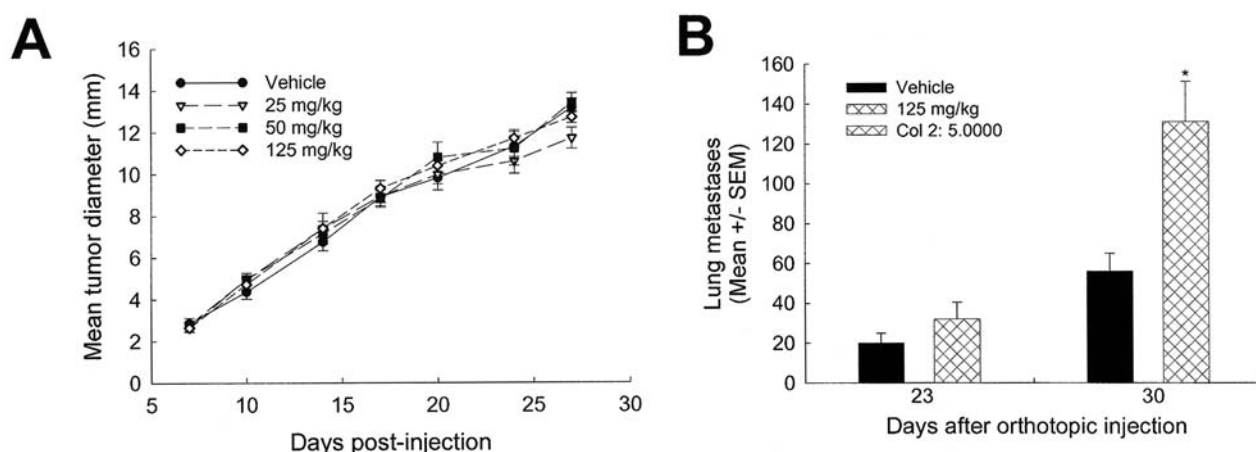 A
Mean tumor diameter (mm)
16
14
12
10
8
6
4
2
0
Vehicle
25 mg/kg
50 mg/kg
125 mg/kg
5 10 15 20 25 30
Days post-injection
B
Lung metastases
(Mean +/- SEM)
160
140
120
100
80
60
40
20
0
Vehicle
125 mg/kg
Col 2: 5.0000
*
23 30
Days after orthotopic injection